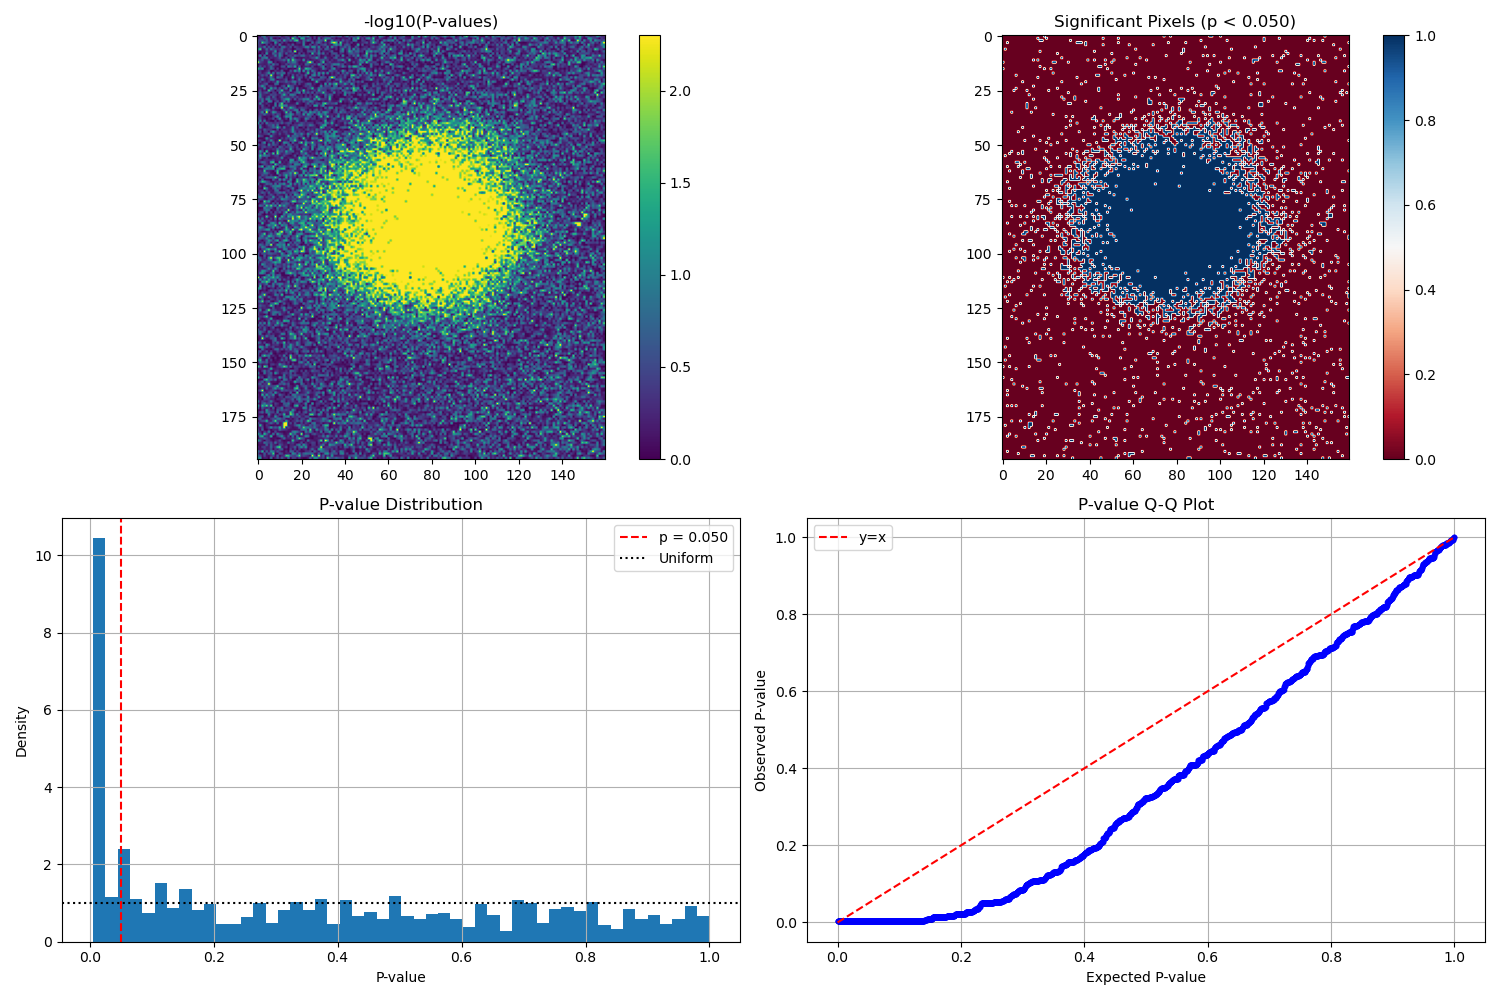 -log10(P-values)
0
25
50
75
100
125
150
175
0 20 40 60 80 100 120 140
2.0
1.5
1.0
0.5
0.0
Significant Pixels (p < 0.050)
0
25
50
75
100
125
150
175
0 20 40 60 80 100 120 140
1.0
0.8
0.6
0.4
0.2
0.0
P-value Distribution
p = 0.050
Uniform
Density
10
8
6
4
2
0
0.0 0.2 0.4 0.6 0.8 1.0
P-value
P-value Q-Q Plot
y=x
Observed P-value
1.0
0.8
0.6
0.4
0.2
0.0
0.0 0.2 0.4 0.6 0.8 1.0
Expected P-value